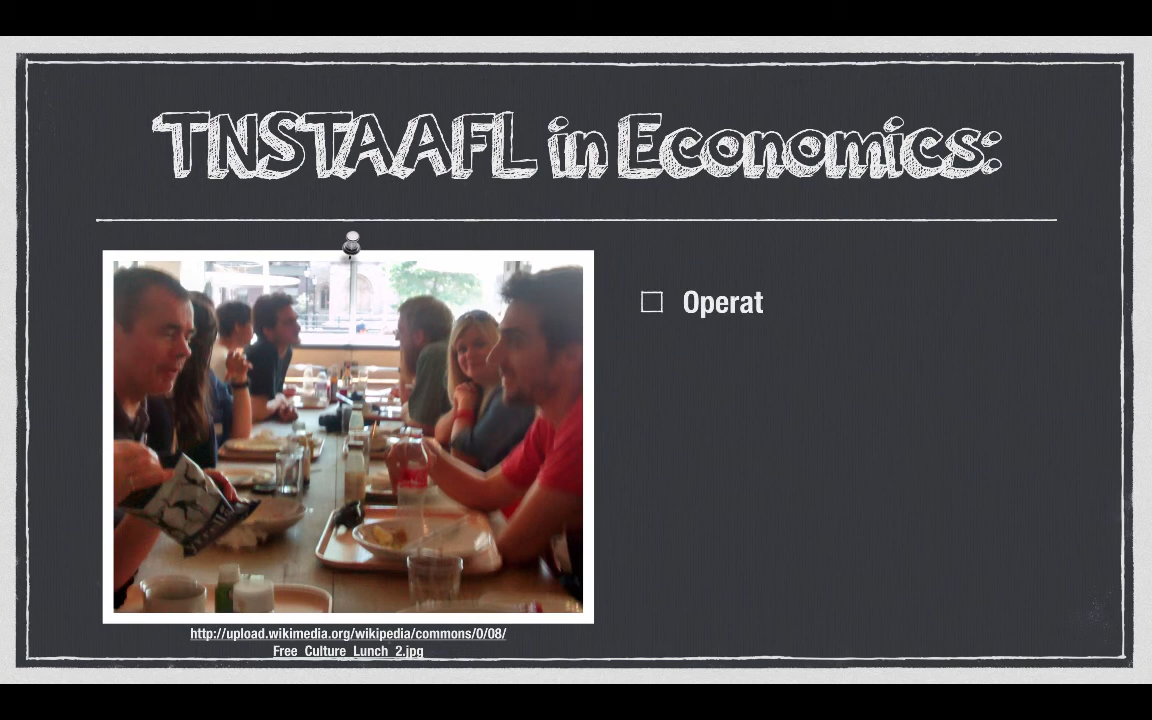 TNSTAAFL in Economics:
Operat
http://upload.wikimedia.org/wikipedia/commons/0/08/
Free_Culture_Lunch_2.jpg